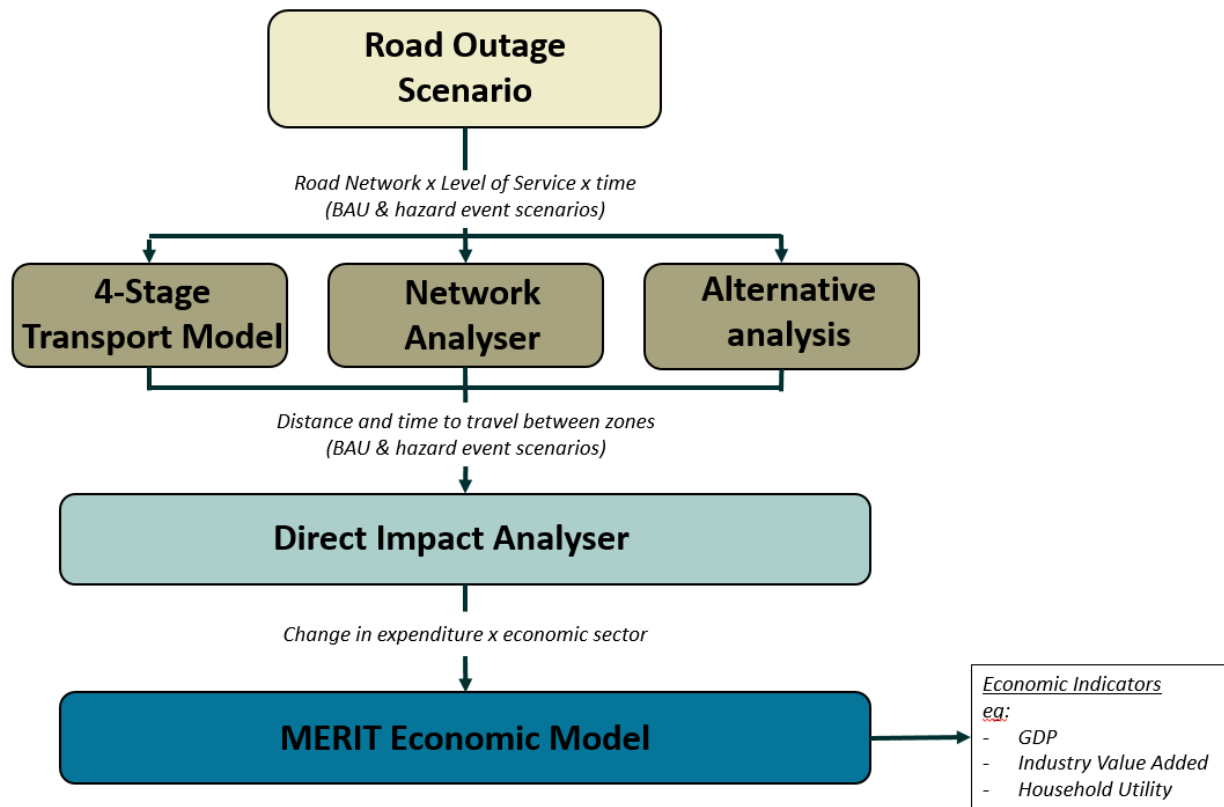 Road Outage
Scenario
Road Network x Level of Service x time
(BAU & hazard event scenarios)
4-Stage
Transport Model
Network
Analyser
Alternative
analysis
Distance and time to travel between zones
(BAU & hazard event scenarios)
Direct Impact Analyser
Change in expenditure x economic sector
MERIT Economic Model
Economic Indicators
eg:
- GDP
- Industry Value Added
- Household Utility